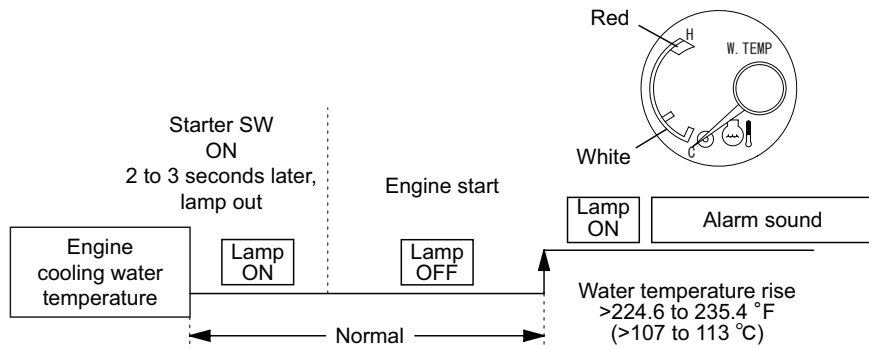 Red
H
W. TEMP
C
White
Starter SW
ON
2 to 3 seconds later,
lamp out
Engine start
Engine
cooling water
temperature
Lamp
ON
Lamp
OFF
Lamp
ON
Alarm sound
Normal
Water temperature rise
>224.6 to 235.4 °F
(>107 to 113 °C)